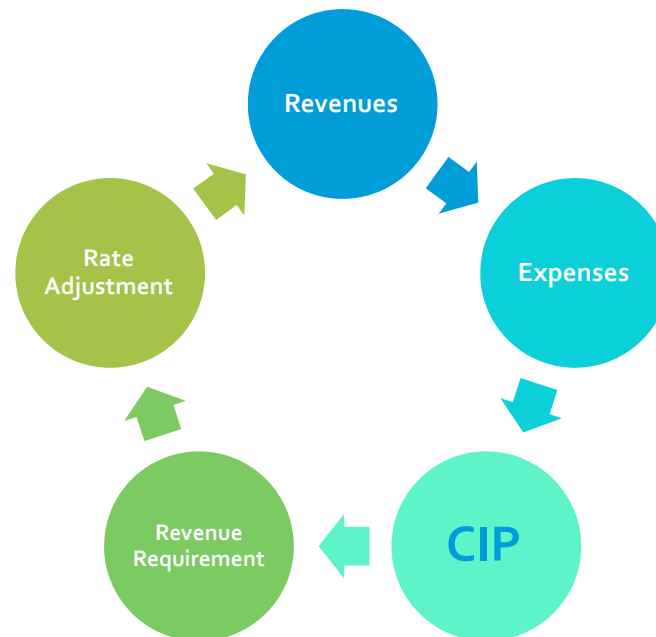 Revenues
Expenses
CIP
Revenue
Requirement
Rate
Adjustment